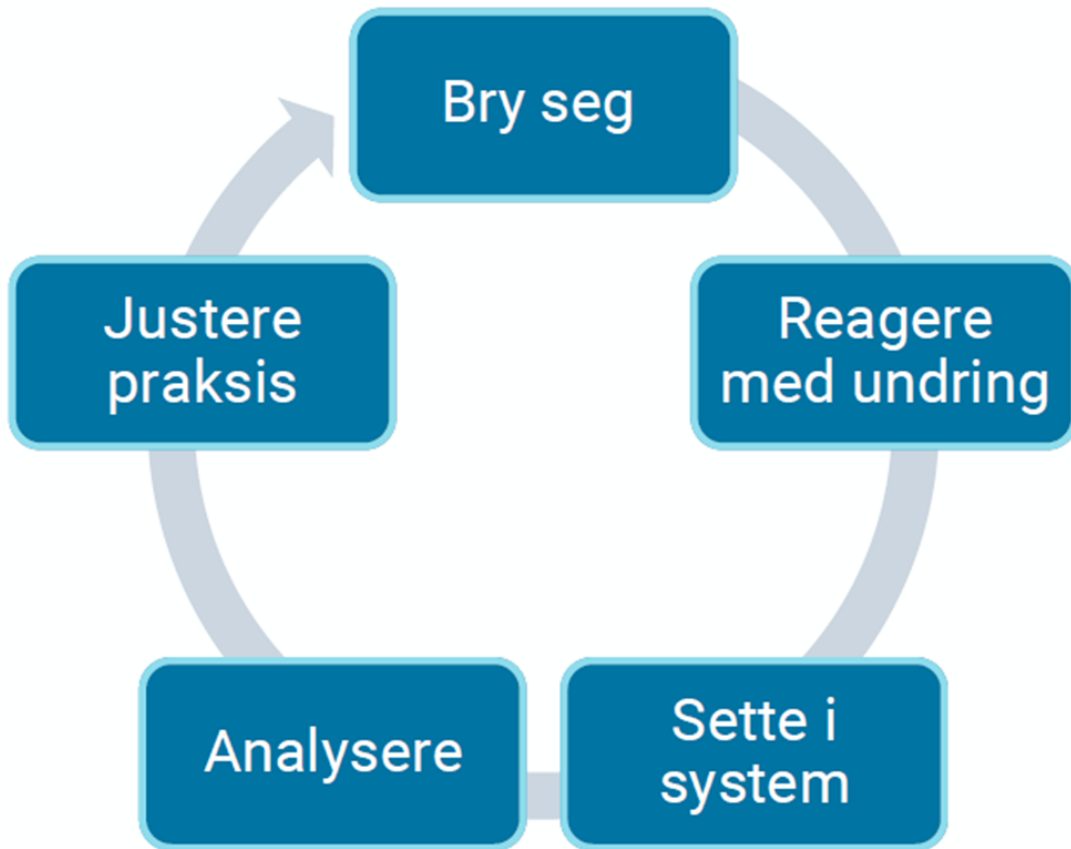 Bry seg
Reagere
med undring
Sette i
system
Analysere
Justere
praksis